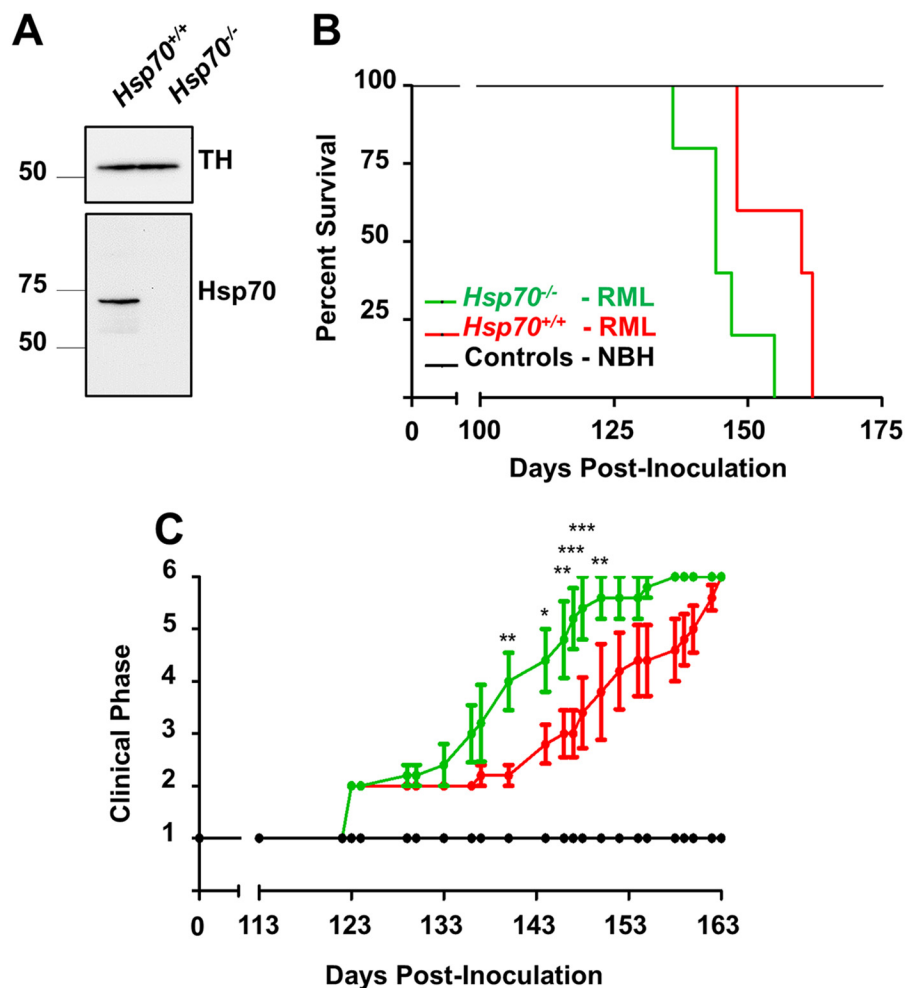 A
Hsp70+/+
Hsp70-/-
50
TH
75
Hsp70
50
B
100
75
50
25
Percent Survival
Hsp70-/- - RML
Hsp70+/+ - RML
Controls - NBH
0 100 125 150 175
Days Post-Inoculation
C
***
***
** **
*
**
6
5
4
3
2
1
Clinical Phase
0 113 123 133 143 153 163
Days Post-Inoculation